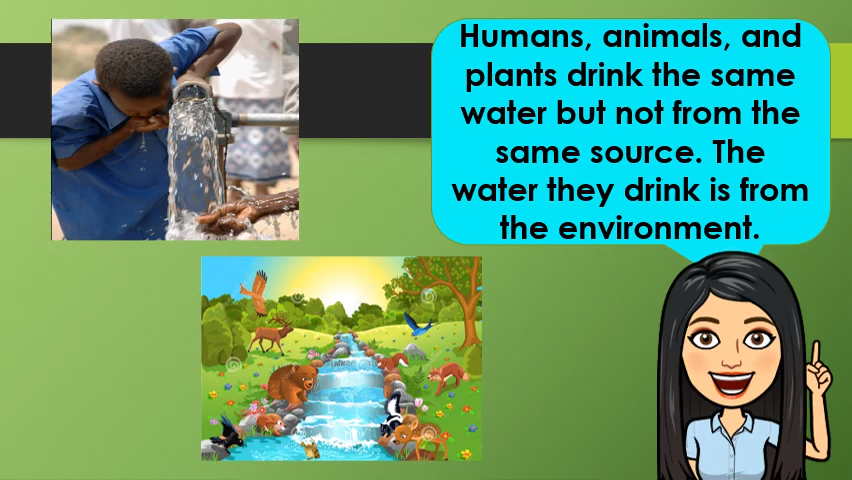 Humans, animals, and
plants drink the same
water but not from the
same source. The
water they drink is from
the environment.